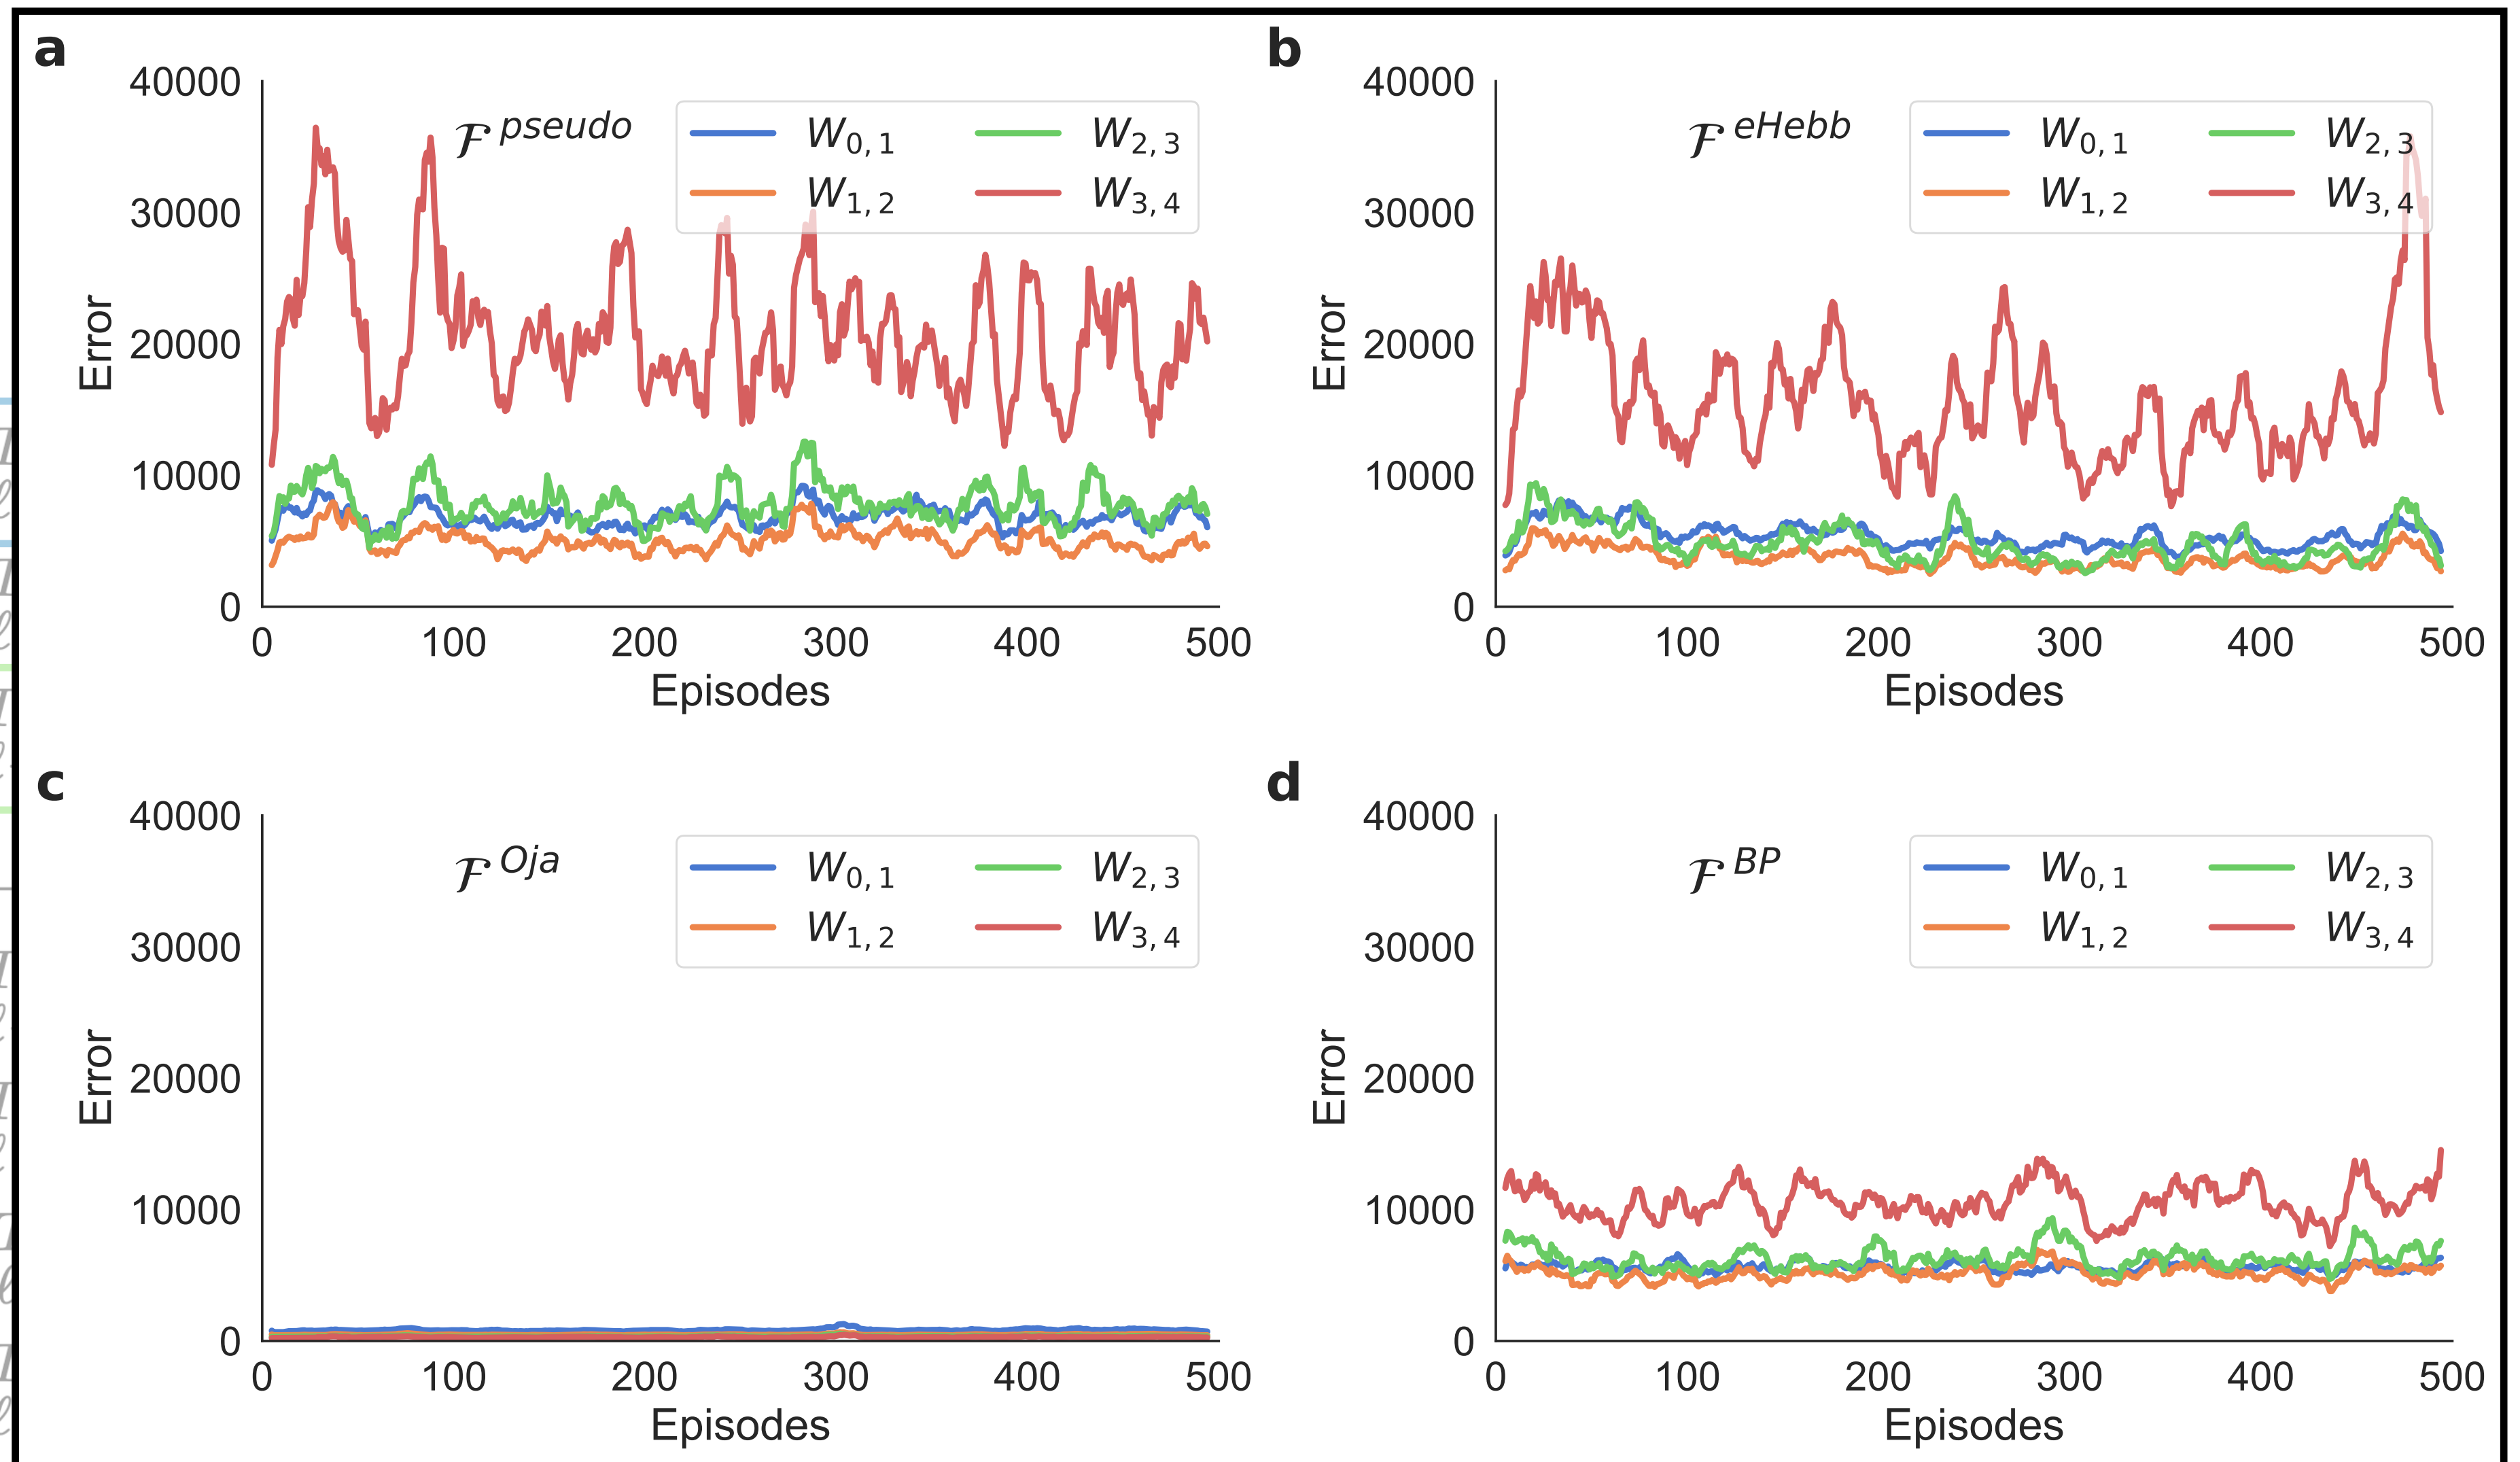 a
40000
30000
20000
10000
0
Error
ℱ pseudo
W0,1
W2,3
W1,2
W3,4
0 100 200 300 400 500
Episodes
b
40000
30000
20000
10000
0
Error
ℱ eHebb
W0,1
W2,3
W1,2
W3,4
0 100 200 300 400 500
Episodes
c
40000
30000
20000
10000
0
Error
ℱ Oja
W0,1
W2,3
W1,2
W3,4
0 100 200 300 400 500
Episodes
d
40000
30000
20000
10000
0
Error
ℱ BP
W0,1
W2,3
W1,2
W3,4
0 100 200 300 400 500
Episodes